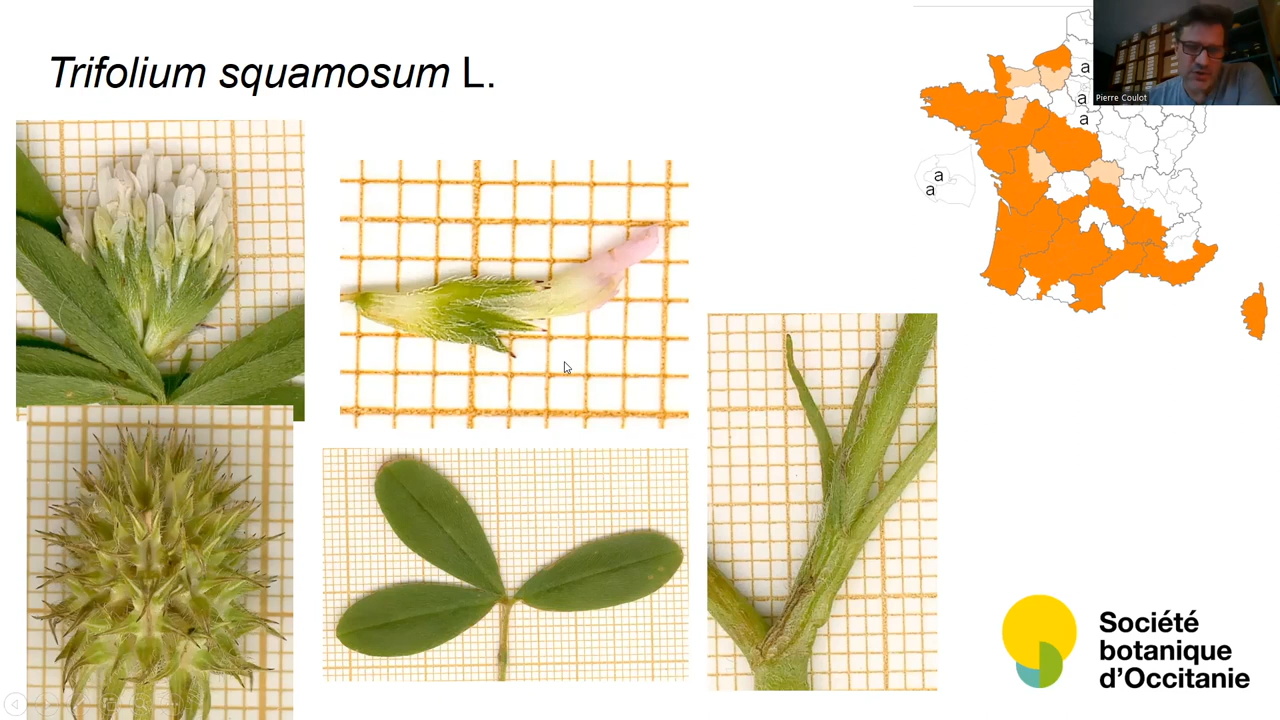 Trifolium squamosum L.
a
a
a
a
a
Pierre Coulot
Société
botanique
d'Occitanie